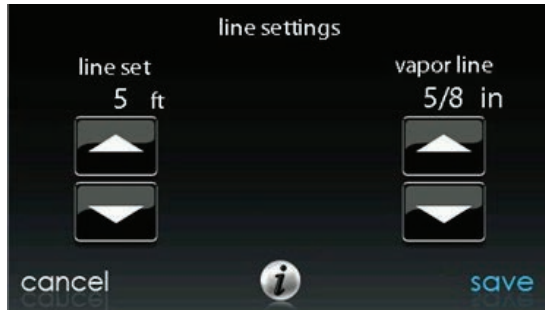 line settings
line set
5 ft
vapor line
5/8 in
cancel
i
save